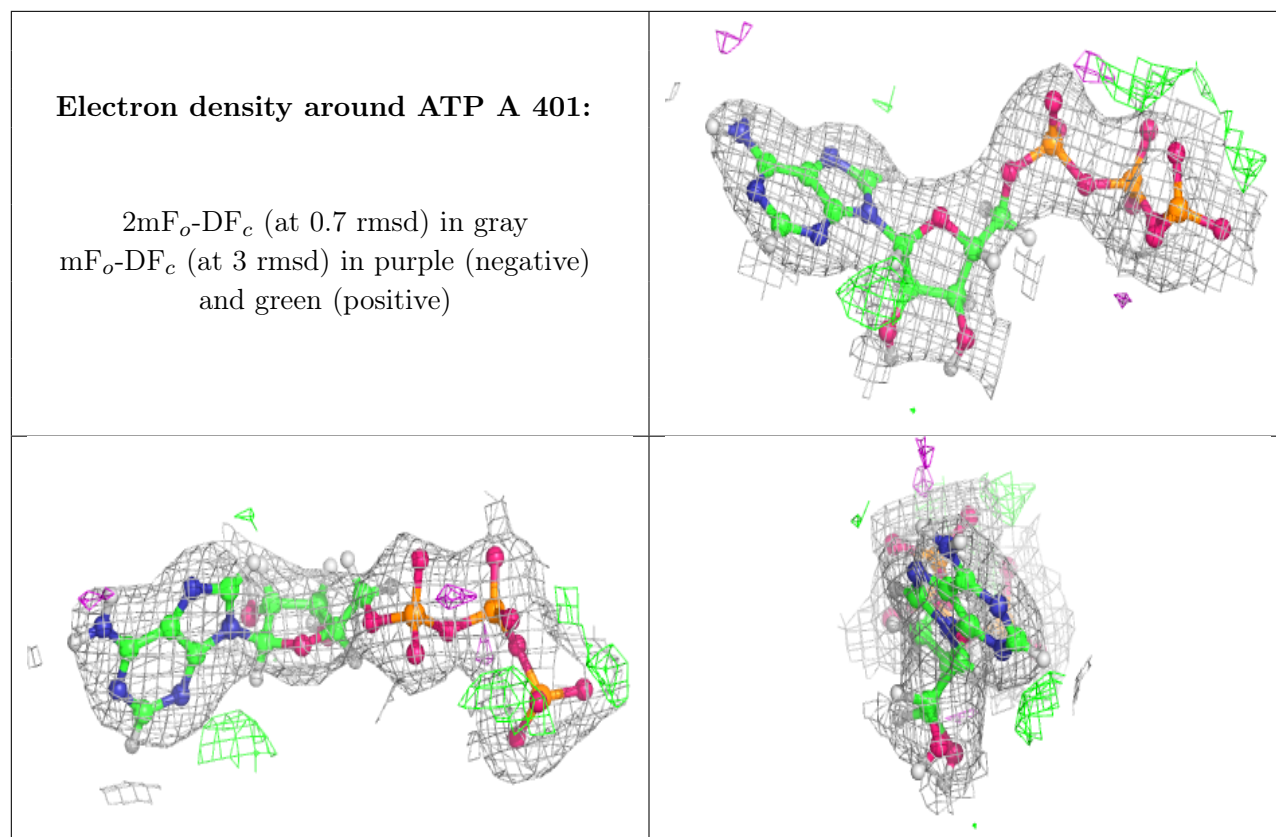 Electron density around ATP A 401:
2mFo-DFc (at 0.7 rmsd) in gray
mFo-DFc (at 3 rmsd) in purple (negative)
and green (positive)